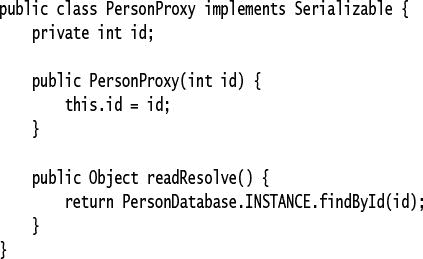 public class PersonProxy implements Serializable {
    private int id;

    public PersonProxy(int id) {
        this.id = id;
    }

    public Object readResolve() {
        return PersonDatabase.INSTANCE.findById(id);
    }
}